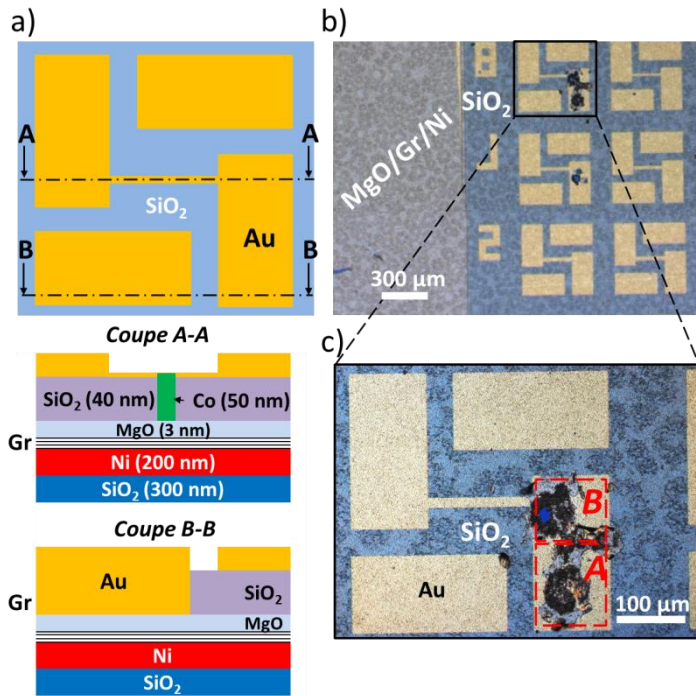 a)
A A
SiO₂
B Au B
Coupe A-A
SiO₂ (40 nm) Co (50 nm)
MgO (3 nm)
Gr
Ni (200 nm)
SiO₂ (300 nm)
Coupe B-B
Au
SiO₂
Gr
MgO
Ni
SiO₂
b)
SiO₂
MgO/Gr/Ni
2
300 µm
c)
B
SiO₂
A
Au
100 µm